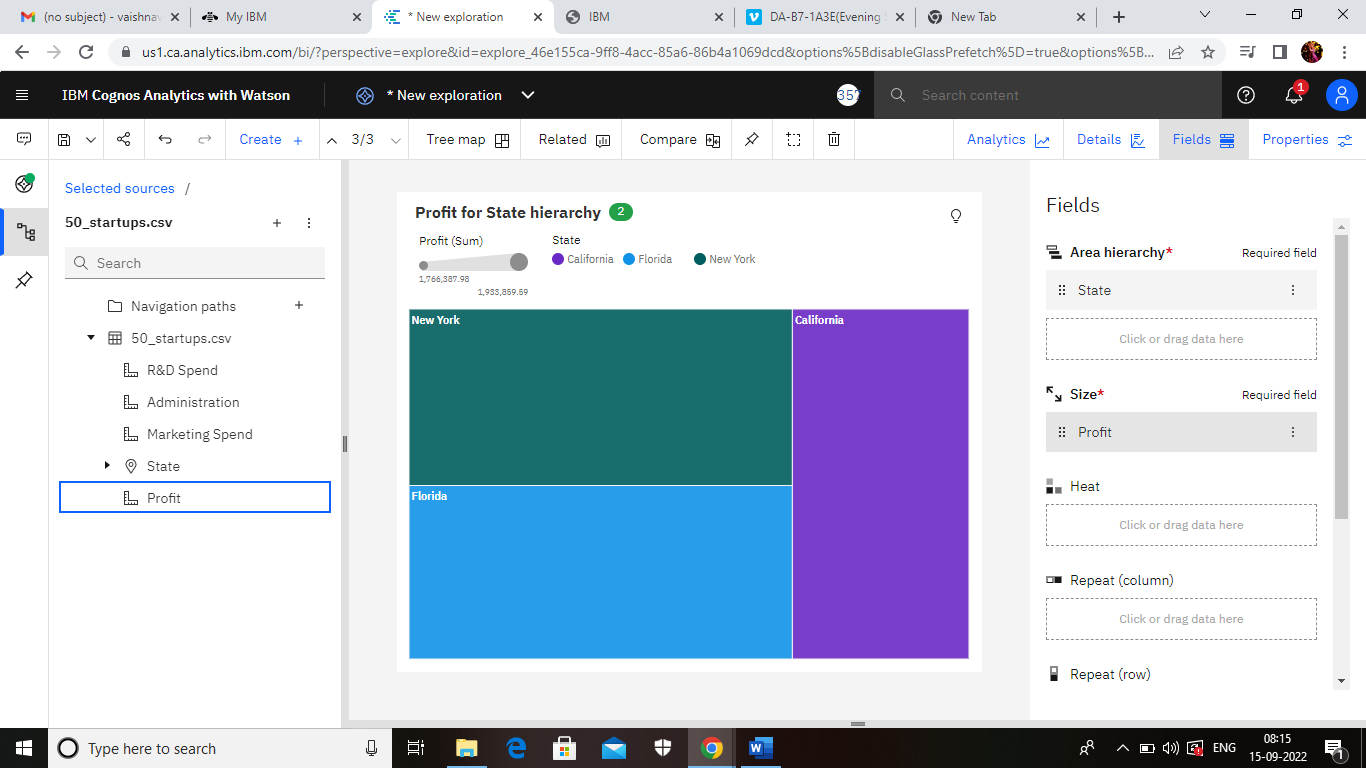 (no subject) - vaishnav
My IBM
* New exploration
IBM
DA-B7-1A3E(Evening S
New Tab
us1.ca.analytics.ibm.com/bi/?perspective=explore&id=explore_46e155ca-9ff8-4acc-85a6-86b4a1069dcd&options%5BdisableGlassPrefetch%5D=true&options%5B...
IBM Cognos Analytics with Watson
* New exploration
357
Search content
1
Create
3/3
Tree map
Related
Compare
Analytics
Details
Fields
Properties
Selected sources /
50_startups.csv
Search
Navigation paths
50_startups.csv
R&D Spend
Administration
Marketing Spend
State
Profit
Profit for State hierarchy 2
Profit (Sum)
1,766,387.98
1,933,859.59
State
California
Florida
New York
New York
California
Florida
Fields
Area hierarchy*
Required field
State
Click or drag data here
Size*
Required field
Profit
Heat
Click or drag data here
Repeat (column)
Click or drag data here
Repeat (row)
Type here to search
ENG
08:15
15-09-2022
1